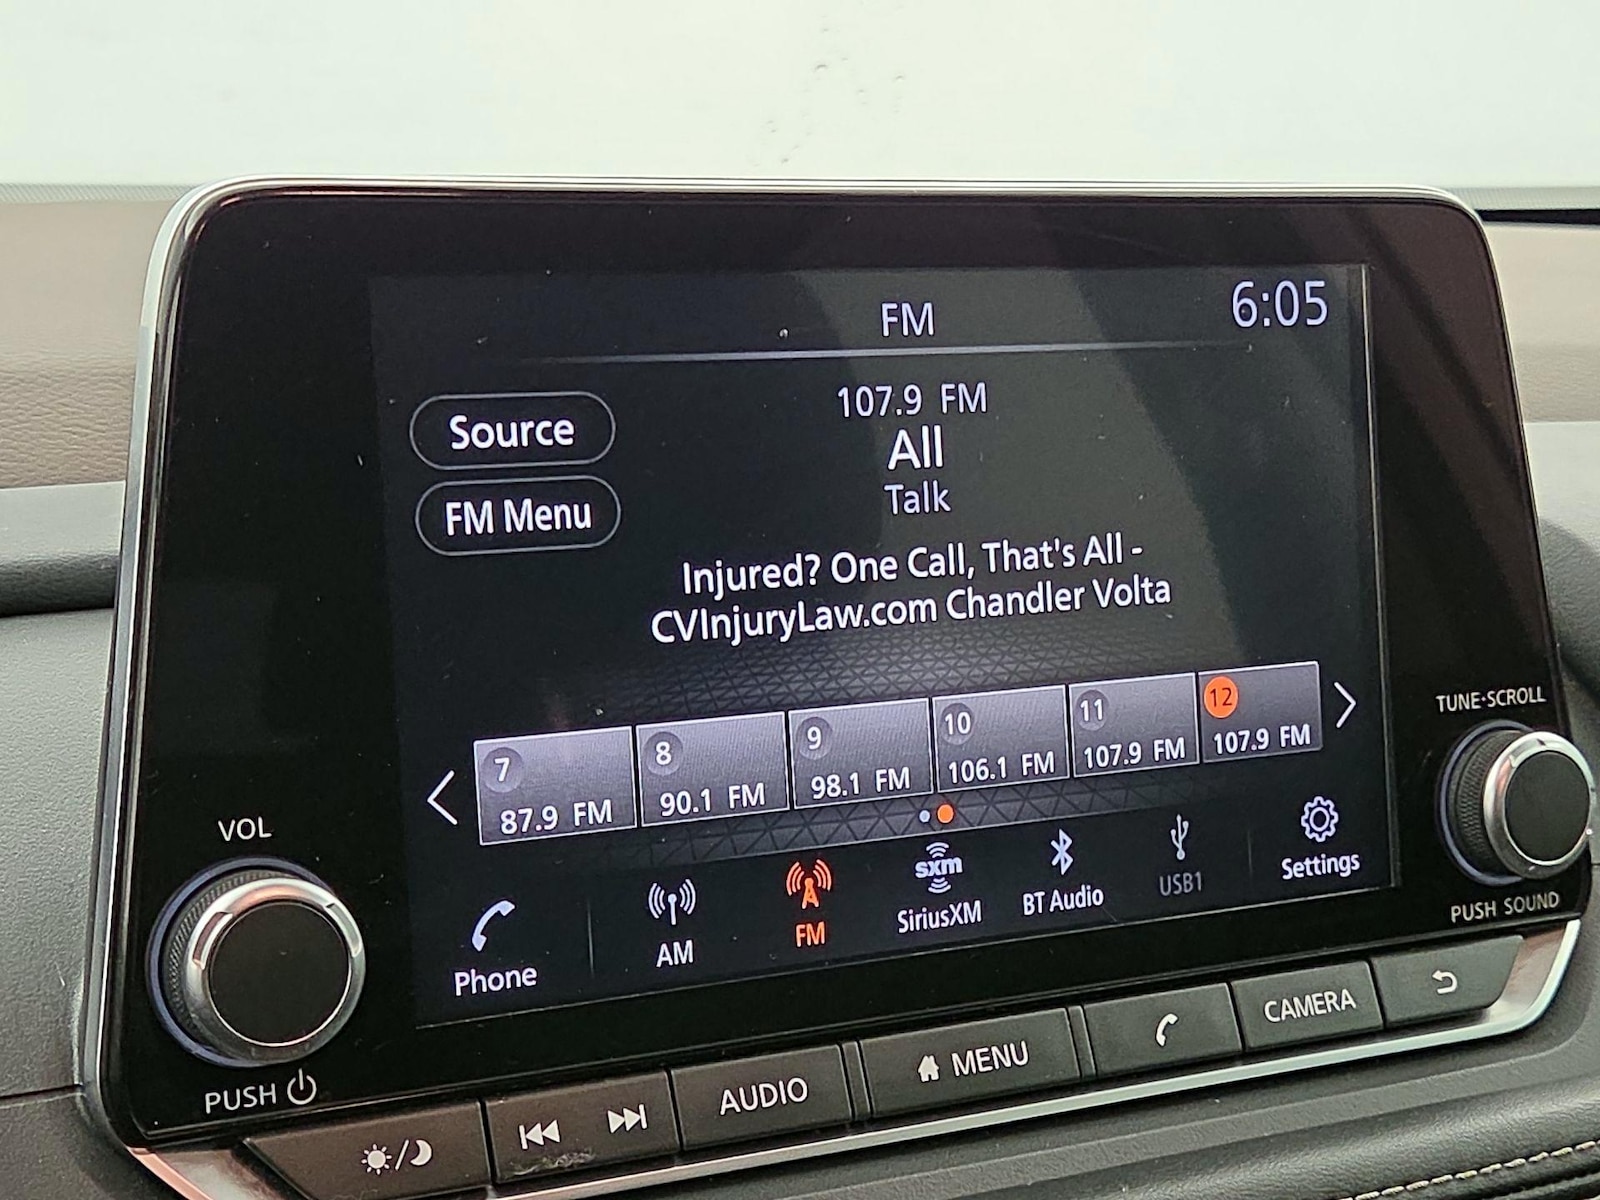 FM
6:05
Source
FM Menu
107.9 FM
All
Talk
Injured? One Call, That's All -
CVInjuryLaw.com Chandler Volta
7
87.9 FM
8
90.1 FM
9
98.1 FM
10
106.1 FM
11
107.9 FM
12
107.9 FM
Phone
AM
FM
sxm
SiriusXM
BT Audio
USB1
Settings
VOL
PUSH
TUNE·SCROLL
PUSH SOUND
AUDIO
MENU
CAMERA